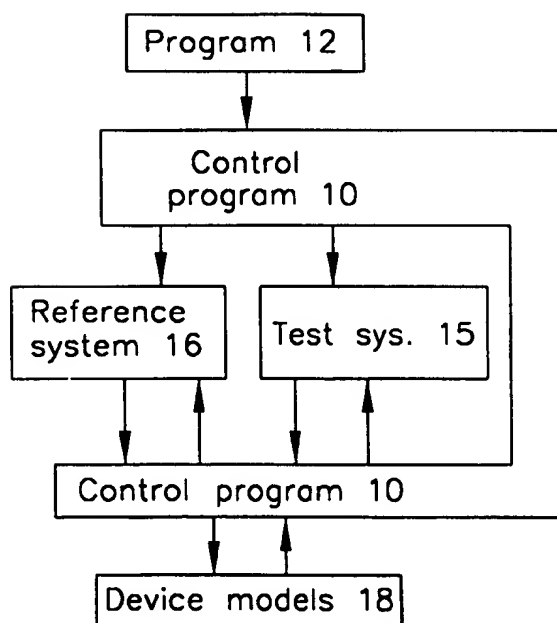 Program 12
Control
program 10
Reference
system 16
Test sys. 15
Control program 10
Device models 18